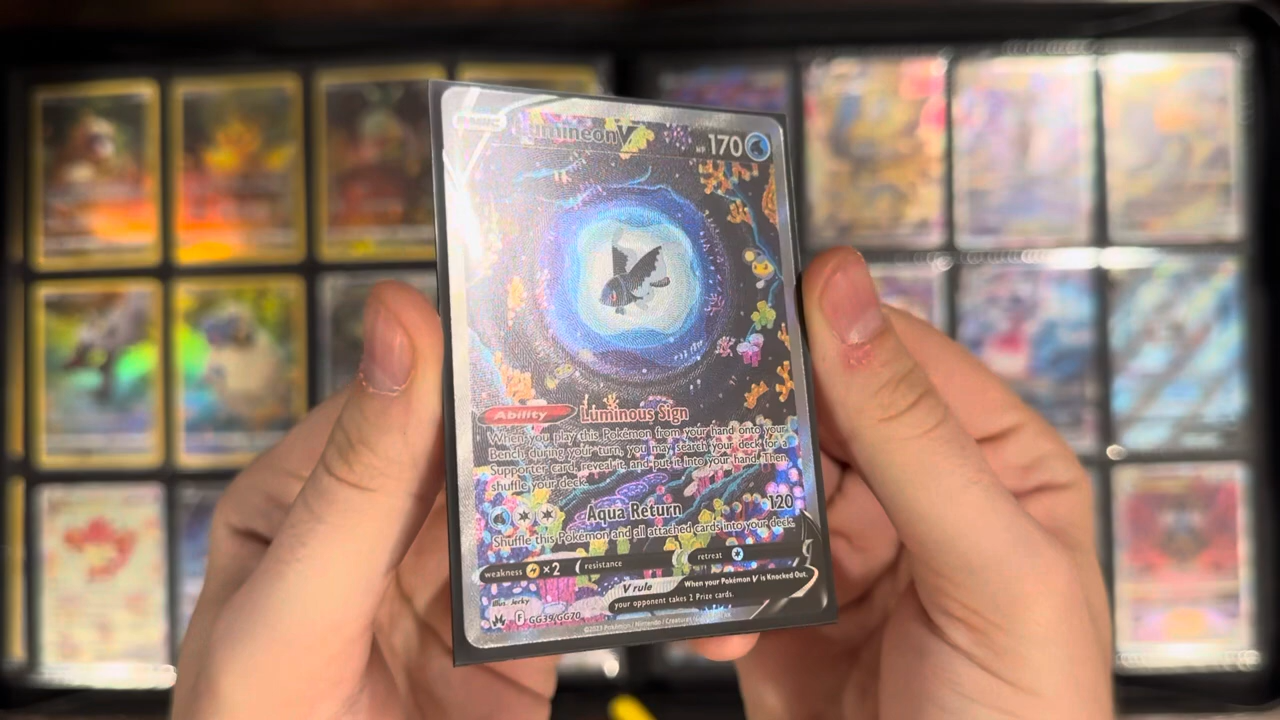 BASIC
Lumineon V HP 170
Ability Luminous Sign
When you play this Pokémon from your hand onto your
Bench during your turn, you may search your deck for a
Supporter card, reveal it, and put it into your hand. Then,
shuffle your deck.
Aqua Return 120
Shuffle this Pokémon and all attached cards into your deck.
weakness ×2 resistance retreat
V rule When your Pokémon V is Knocked Out,
your opponent takes 2 Prize cards.
Illus. Jerky
F GG39/GG70
©2023 Pokémon / Nintendo / Creatures